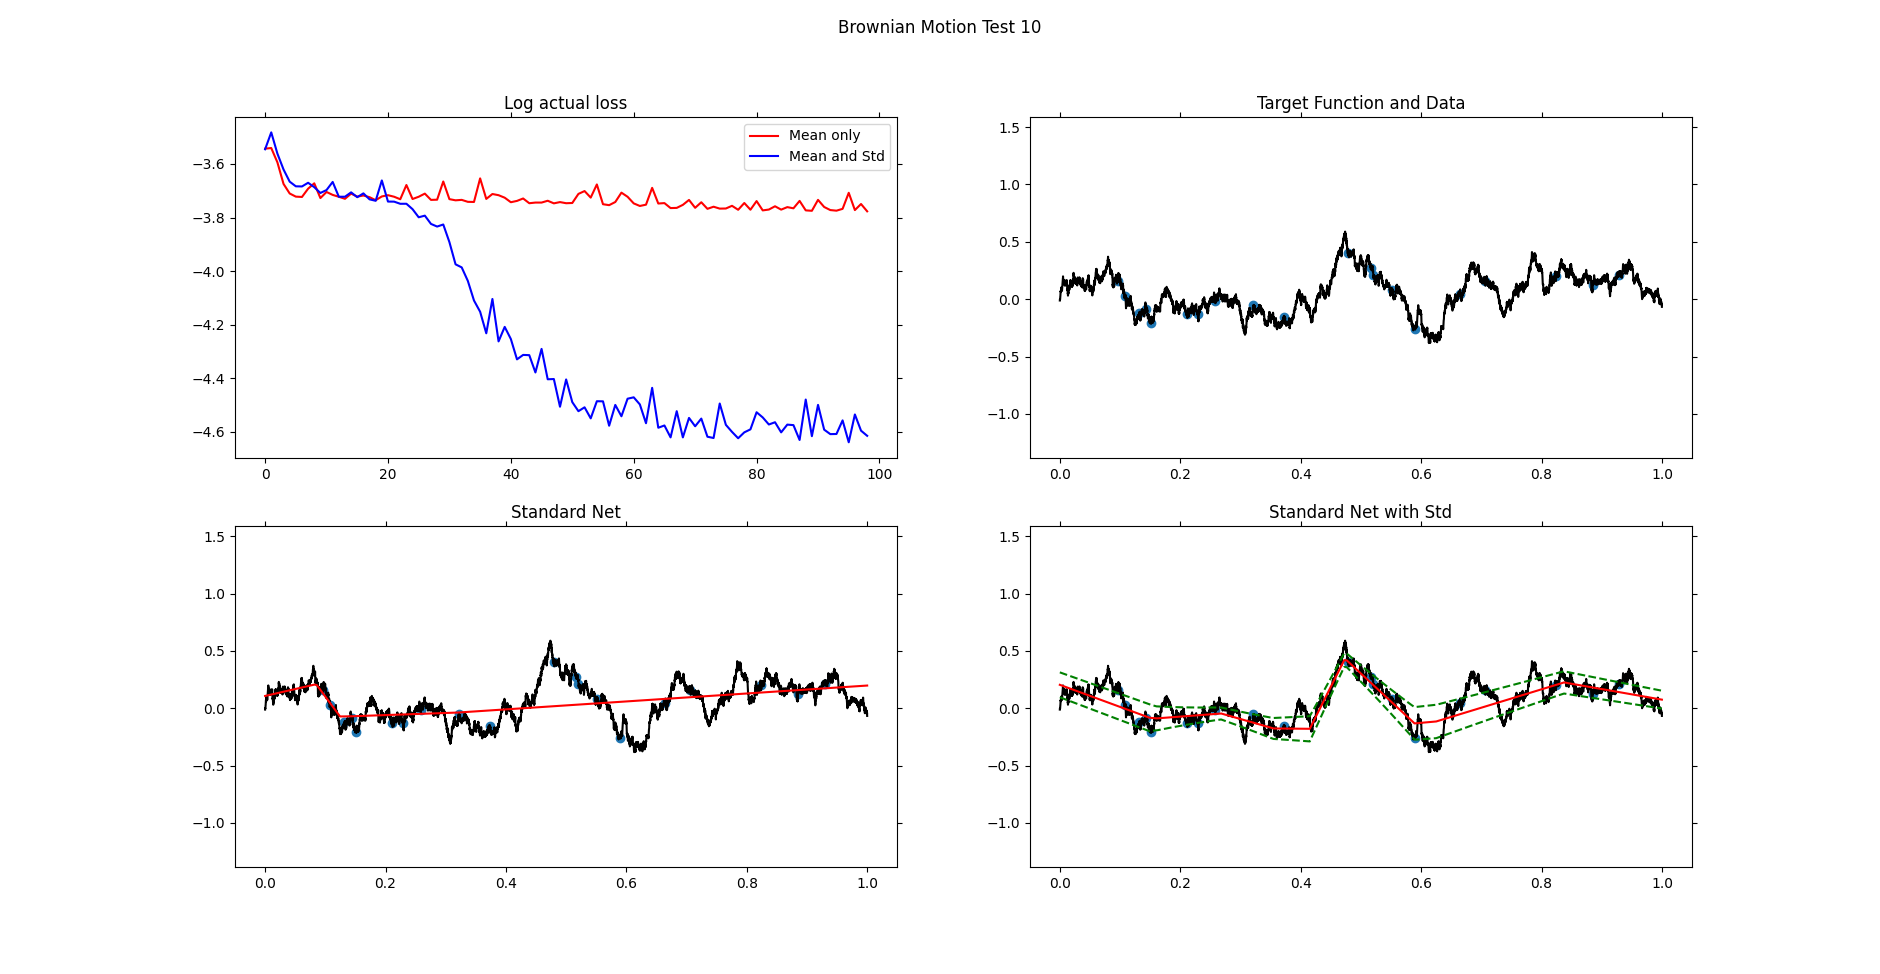 Brownian Motion Test 10
Log actual loss
Mean only
Mean and Std
−3.6
−3.8
−4.0
−4.2
−4.4
−4.6
0 20 40 60 80 100
Target Function and Data
1.5
1.0
0.5
0.0
−0.5
−1.0
0.0 0.2 0.4 0.6 0.8 1.0
Standard Net
1.5
1.0
0.5
0.0
−0.5
−1.0
0.0 0.2 0.4 0.6 0.8 1.0
Standard Net with Std
1.5
1.0
0.5
0.0
−0.5
−1.0
0.0 0.2 0.4 0.6 0.8 1.0